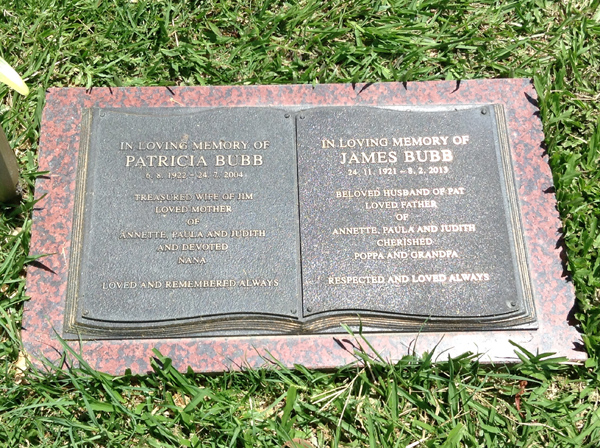 IN LOVING MEMORY OF
PATRICIA BUBB
6. 8. 1922 - 24. 7. 2004
TREASURED WIFE OF JIM
LOVED MOTHER
OF
ANNETTE, PAULA AND JUDITH
AND DEVOTED
NANA
LOVED AND REMEMBERED ALWAYS
IN LOVING MEMORY OF
JAMES BUBB
24. 11. 1921 - 8. 2. 2013
BELOVED HUSBAND OF PAT
LOVED FATHER
OF
ANNETTE, PAULA AND JUDITH
CHERISHED
POPPA AND GRANDPA
RESPECTED AND LOVED ALWAYS